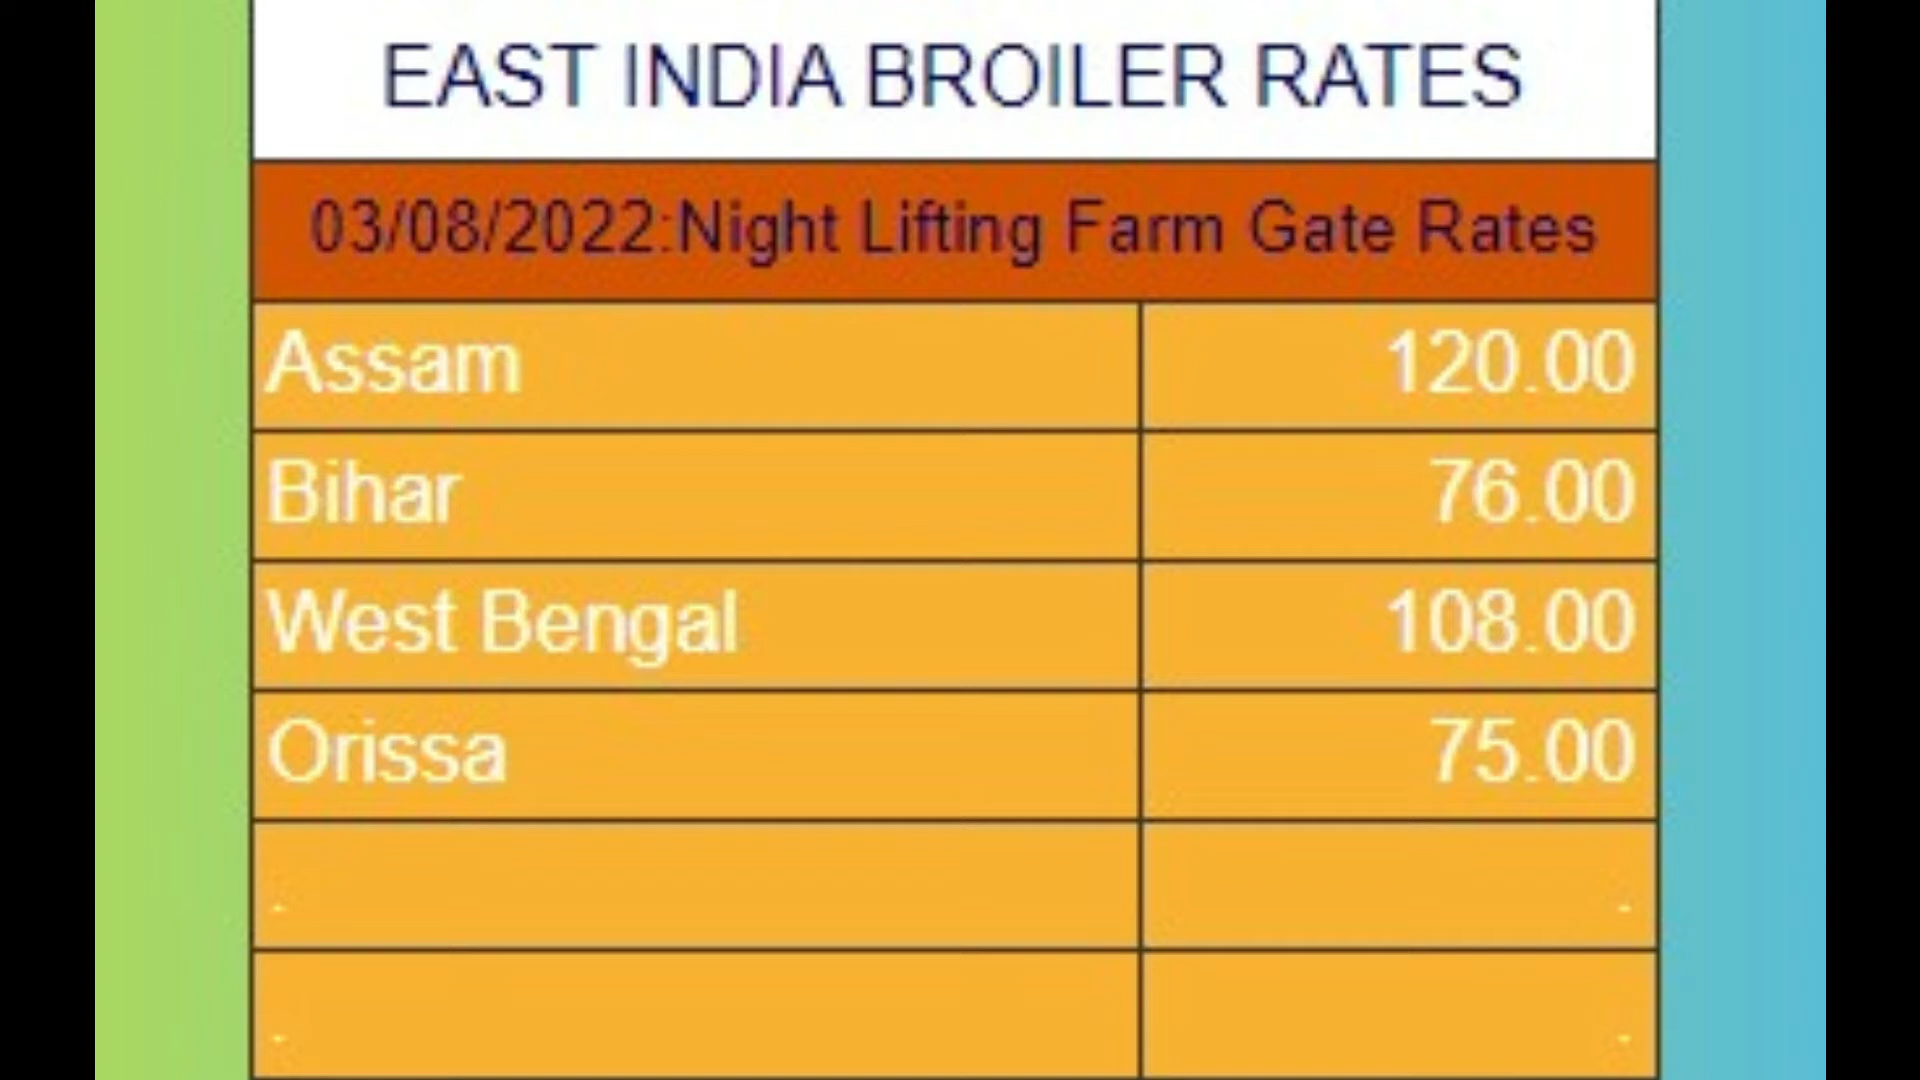 EAST INDIA BROILER RATES
03/08/2022:Night Lifting Farm Gate Rates
Assam 120.00
Bihar 76.00
West Bengal 108.00
Orissa 75.00
. .
. .